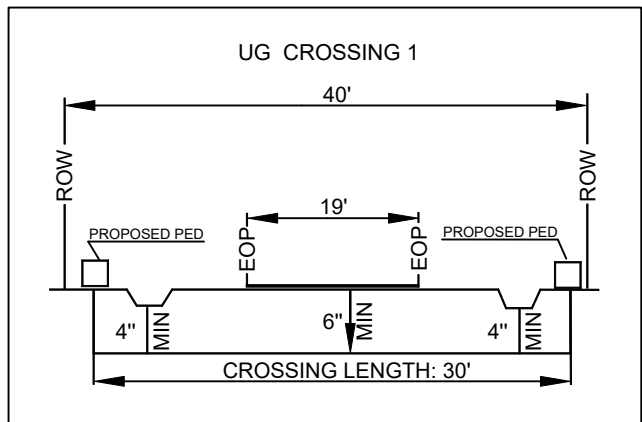 UG CROSSING 1
40'
ROW
ROW
19'
PROPOSED PED
PROPOSED PED
EOP
EOP
4"
MIN
6"
MIN
4"
MIN
CROSSING LENGTH: 30'